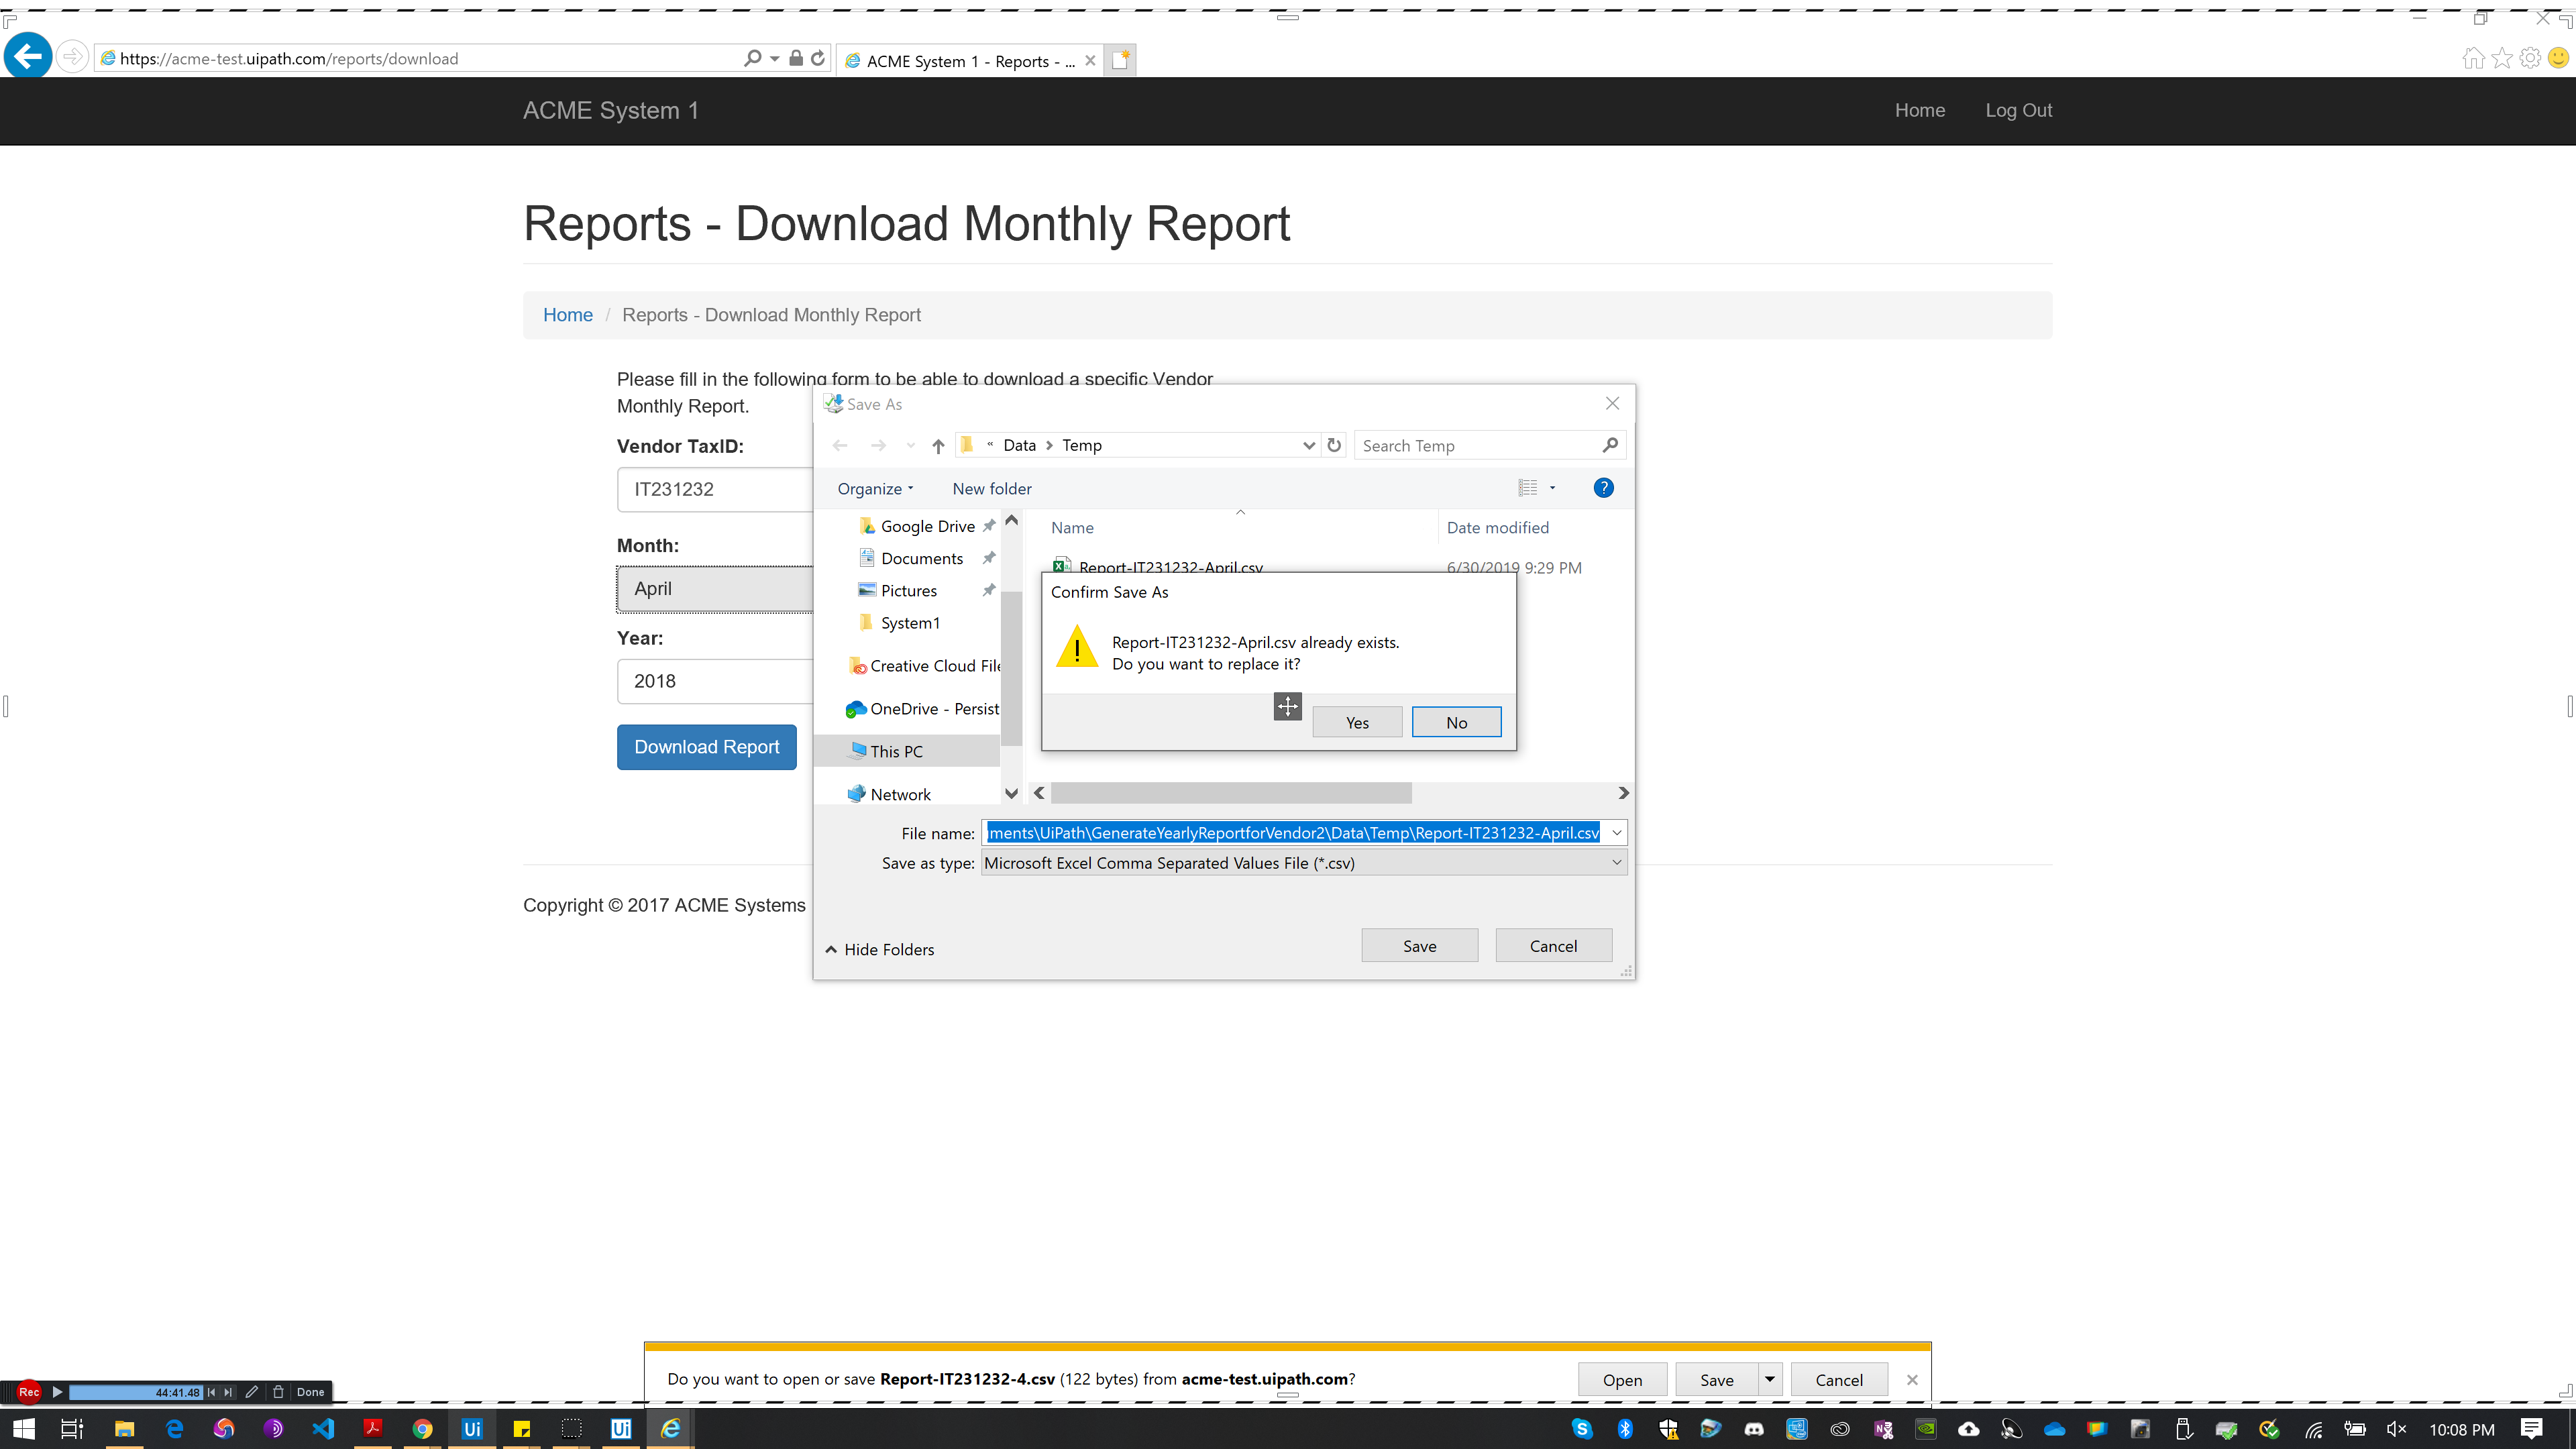 https://acme-test.uipath.com/reports/download
ACME System 1 - Reports - ...
ACME System 1
Home
Log Out
Reports - Download Monthly Report
Home / Reports - Download Monthly Report
Please fill in the following form to be able to download a specific Vendor
Monthly Report.
Vendor TaxID:
IT231232
Month:
April
Year:
2018
Download Report
Copyright © 2017 ACME Systems
Save As
« Data > Temp
Search Temp
Organize
New folder
Google Drive
Documents
Pictures
System1
Creative Cloud File
OneDrive - Persist
This PC
Network
Name
Date modified
Report-IT231232-April.csv
6/30/2019 9:29 PM
Confirm Save As
Report-IT231232-April.csv already exists.
Do you want to replace it?
Yes
No
File name:
ments\UiPath\GenerateYearlyReportforVendor2\Data\Temp\Report-IT231232-April.csv
Save as type:
Microsoft Excel Comma Separated Values File (*.csv)
Hide Folders
Save
Cancel
Do you want to open or save Report-IT231232-4.csv (122 bytes) from acme-test.uipath.com?
Open
Save
Cancel
Rec
44:41.48
Done
Ui
Ui
10:08 PM